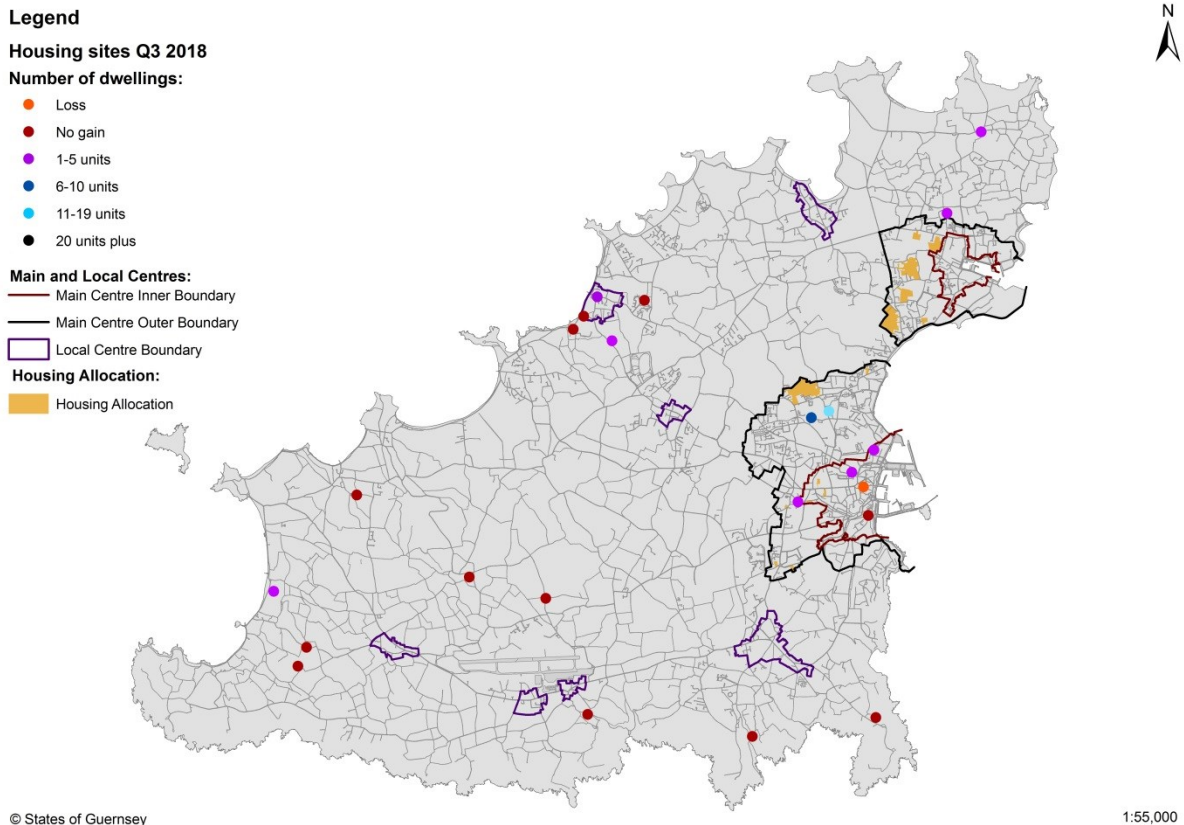 Legend
Housing sites Q3 2018
Number of dwellings:
Loss
No gain
1-5 units
6-10 units
11-19 units
20 units plus
Main and Local Centres:
Main Centre Inner Boundary
Main Centre Outer Boundary
Local Centre Boundary
Housing Allocation:
Housing Allocation
N
© States of Guernsey
1:55,000